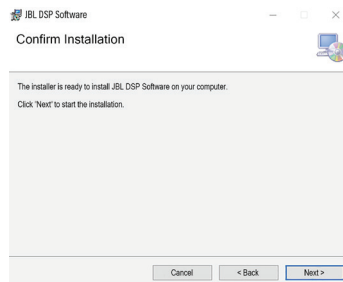 JBL DSP Software
Confirm Installation
The installer is ready to install JBL DSP Software on your computer.
Click 'Next' to start the installation.
Cancel
< Back
Next >